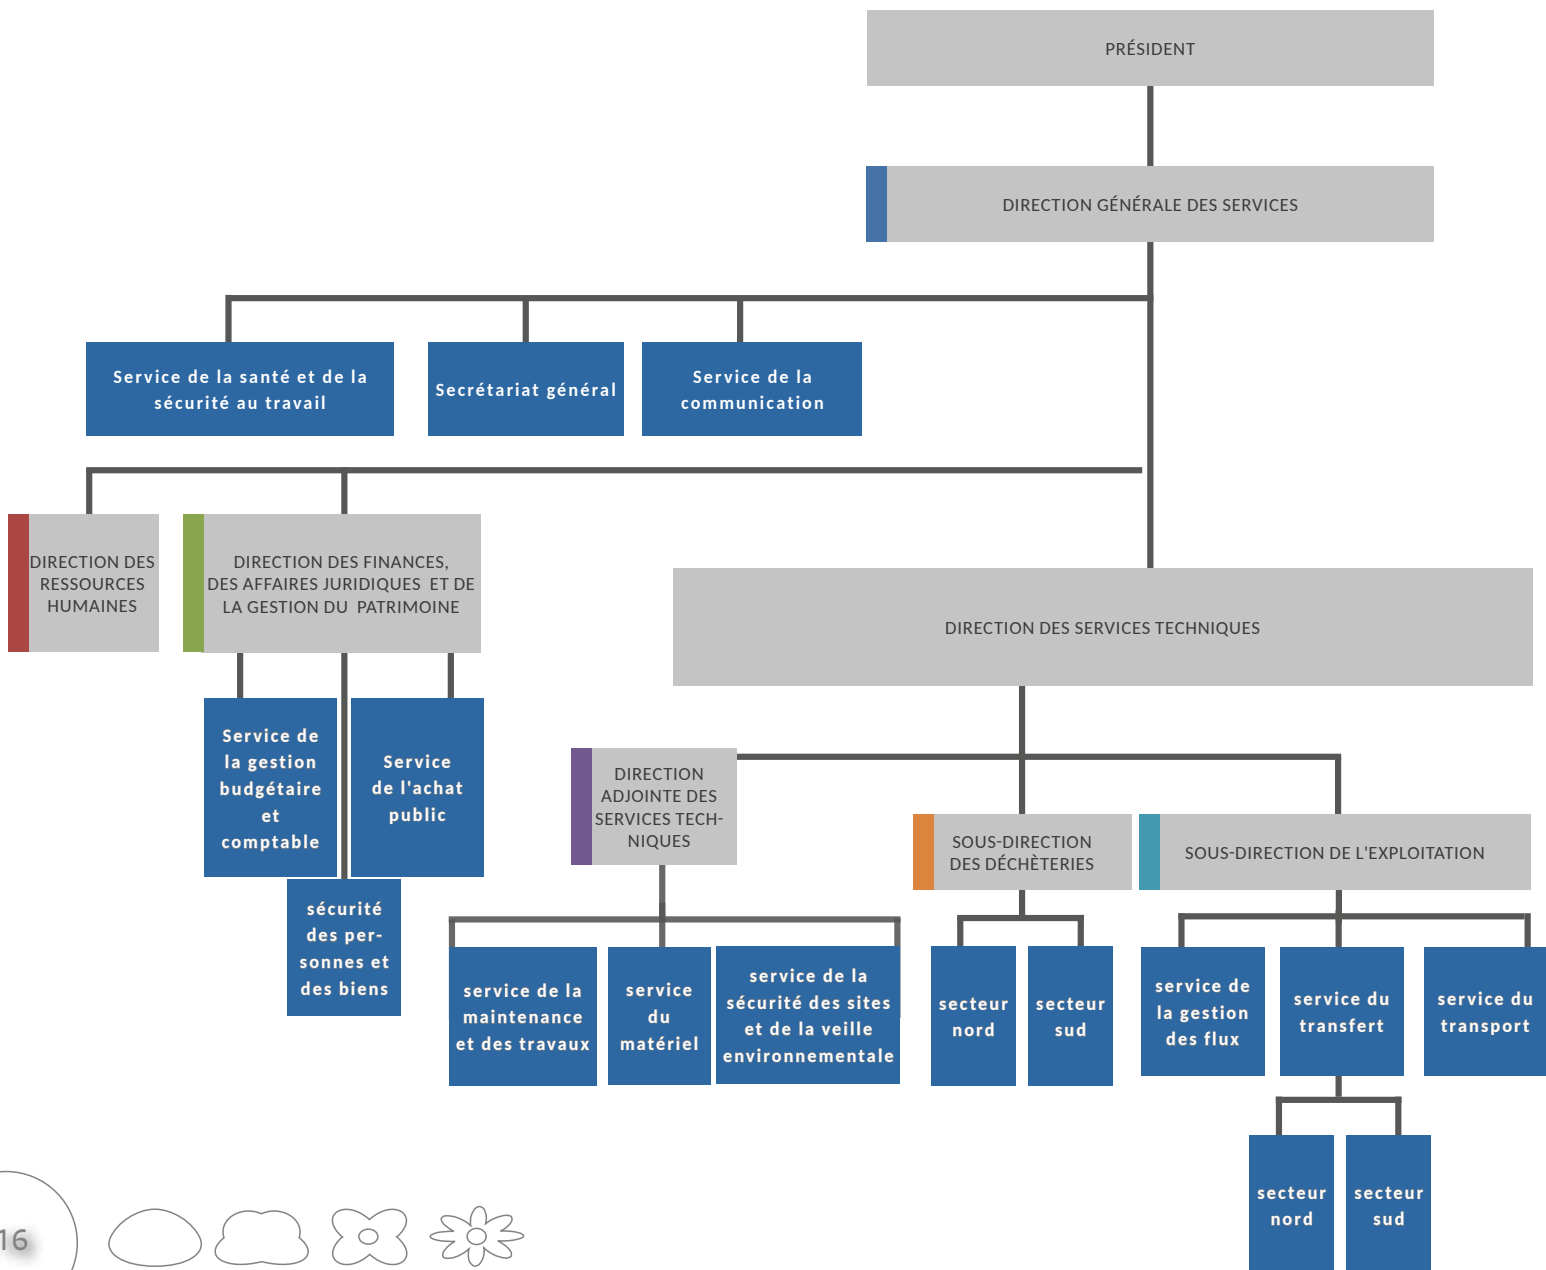 PRÉSIDENT
DIRECTION GÉNÉRALE DES SERVICES
Service de la santé et de la
sécurité au travail
Secrétariat général
Service de la
communication
DIRECTION DES
RESSOURCES
HUMAINES
DIRECTION DES FINANCES,
DES AFFAIRES JURIDIQUES ET DE
LA GESTION DU PATRIMOINE
DIRECTION DES SERVICES TECHNIQUES
Service de
la gestion
budgétaire
et
comptable
Service
de l'achat
public
sécurité
des per-
sonnes et
des biens
DIRECTION
ADJOINTE DES
SERVICES TECH-
NIQUES
SOUS-DIRECTION
DES DÉCHÈTERIES
SOUS-DIRECTION DE L'EXPLOITATION
service de la
maintenance
et des travaux
service
du
matériel
service de la
sécurité des sites
et de la veille
environnementale
secteur
nord
secteur
sud
service de
la gestion
des flux
service du
transfert
service du
transport
secteur
nord
secteur
sud
16